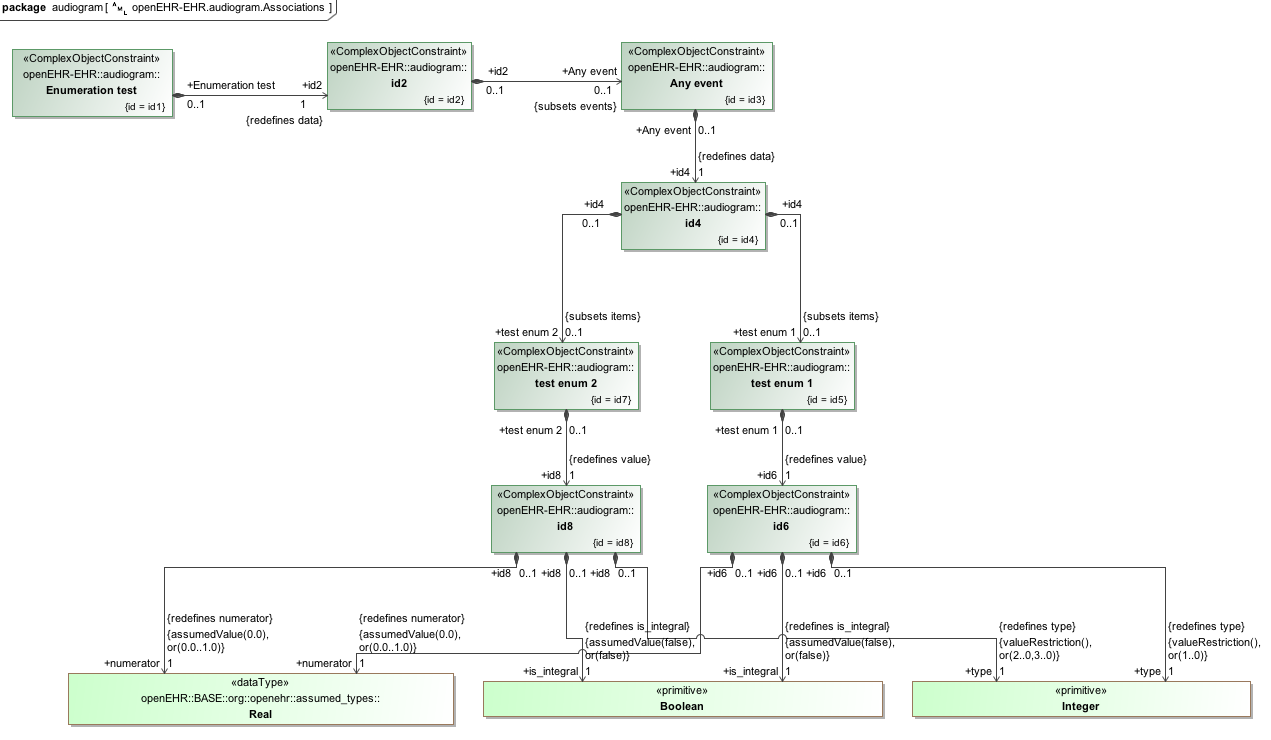 package audiogram [ AML openEHR-EHR.audiogram.Associations ]
«ComplexObjectConstraint»
openEHR-EHR::audiogram::
Enumeration test
{id = id1}
+Enumeration test
+id2
0..1
1
{redefines data}
«ComplexObjectConstraint»
openEHR-EHR::audiogram::
id2
{id = id2}
+id2
+Any event
0..1
0..1
{subsets events}
«ComplexObjectConstraint»
openEHR-EHR::audiogram::
Any event
{id = id3}
+Any event
0..1
{redefines data}
+id4
1
«ComplexObjectConstraint»
openEHR-EHR::audiogram::
id4
{id = id4}
+id4
0..1
+id4
0..1
{subsets items}
+test enum 2
0..1
{subsets items}
+test enum 1
0..1
«ComplexObjectConstraint»
openEHR-EHR::audiogram::
test enum 2
{id = id7}
«ComplexObjectConstraint»
openEHR-EHR::audiogram::
test enum 1
{id = id5}
+test enum 2
0..1
{redefines value}
+id8
1
+test enum 1
0..1
{redefines value}
+id6
1
«ComplexObjectConstraint»
openEHR-EHR::audiogram::
id8
{id = id8}
«ComplexObjectConstraint»
openEHR-EHR::audiogram::
id6
{id = id6}
+id8 0..1 +id8 0..1 +id8 0..1
+id6 0..1 +id6 0..1 +id6 0..1
{redefines numerator}
{assumedValue(0.0),
or(0.0..1.0)}
+numerator
1
{redefines numerator}
{assumedValue(0.0),
or(0.0..1.0)}
+numerator
1
{redefines is_integral}
{assumedValue(false),
or(false)}
+is_integral
1
{redefines is_integral}
{assumedValue(false),
or(false)}
+is_integral
1
{redefines type}
{valueRestriction(),
or(2..0,3..0)}
+type
1
{redefines type}
{valueRestriction(),
or(1..0)}
+type
1
«dataType»
openEHR::BASE::org::openehr::assumed_types::
Real
«primitive»
Boolean
«primitive»
Integer